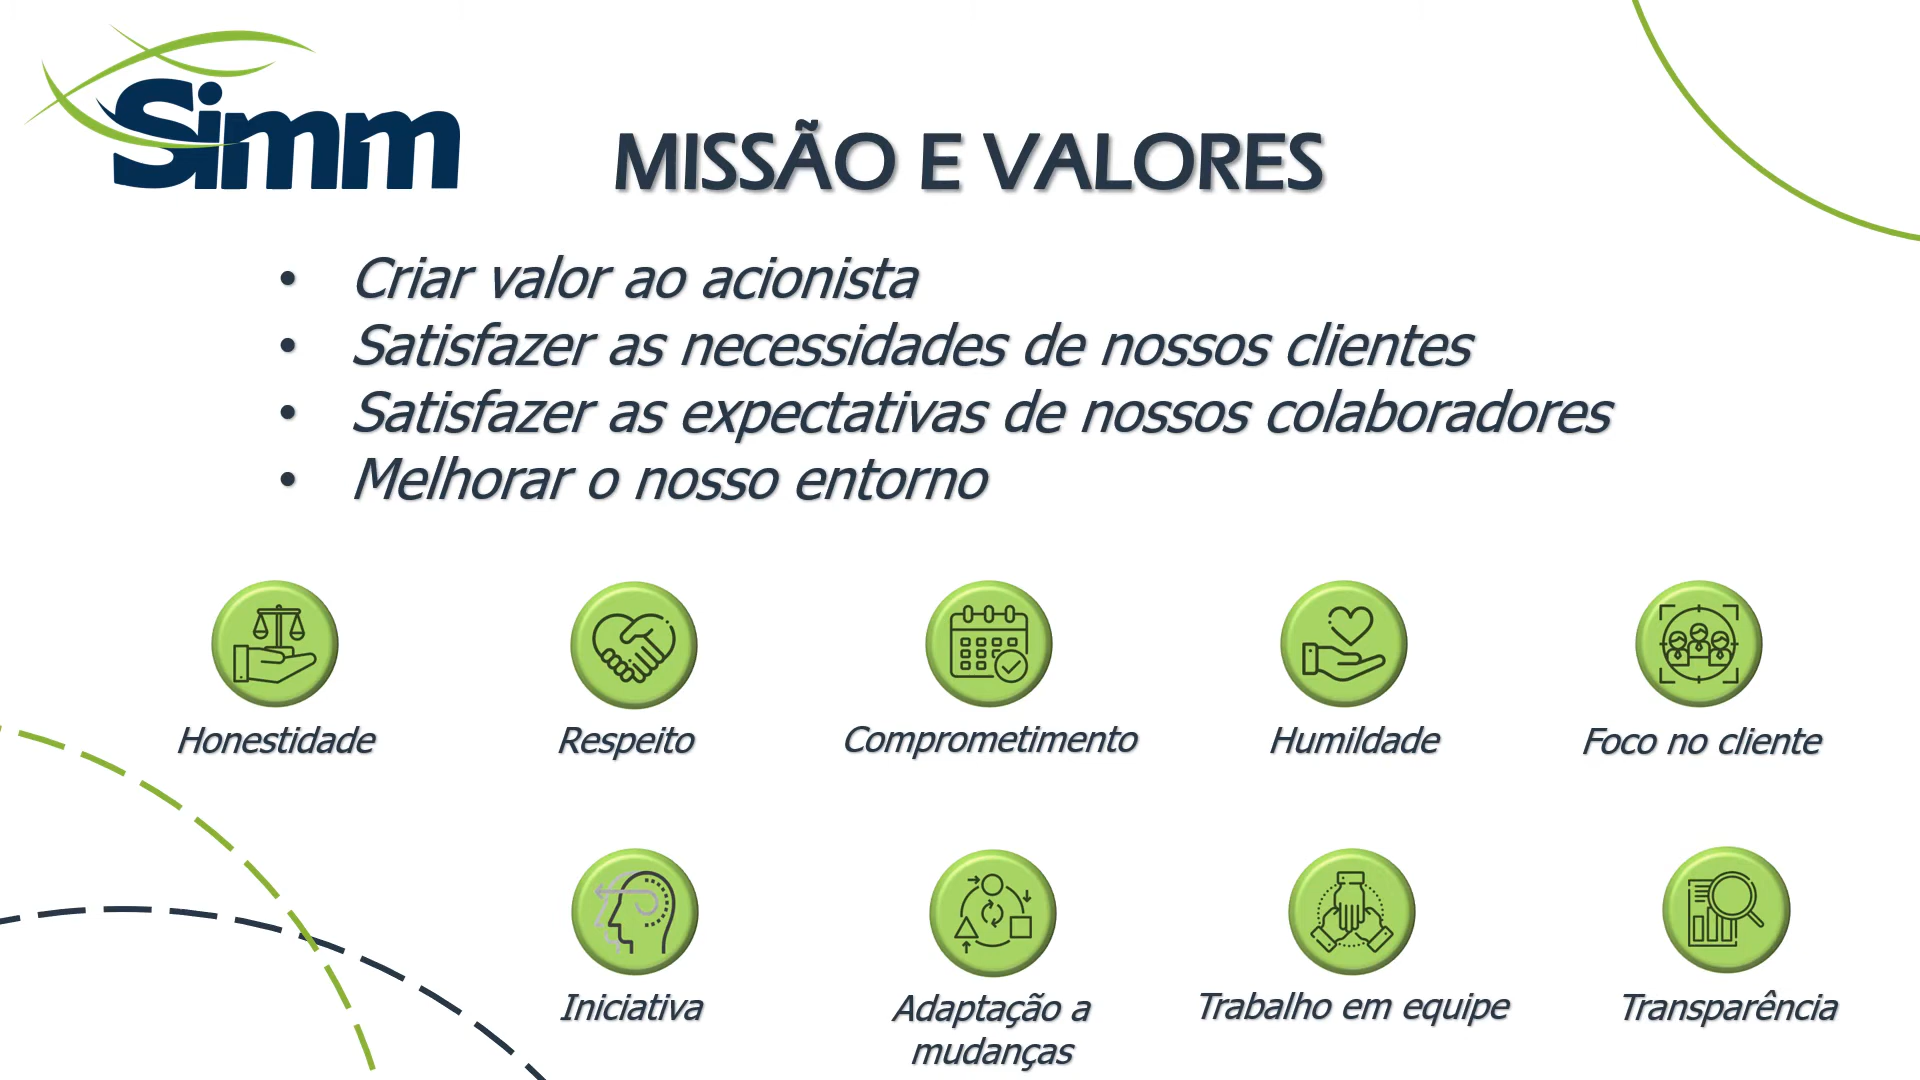 Simm
MISSÃO E VALORES
• Criar valor ao acionista
• Satisfazer as necessidades de nossos clientes
• Satisfazer as expectativas de nossos colaboradores
• Melhorar o nosso entorno
Honestidade
Respeito
Comprometimento
Humildade
Foco no cliente
Iniciativa
Adaptação a
mudanças
Trabalho em equipe
Transparência